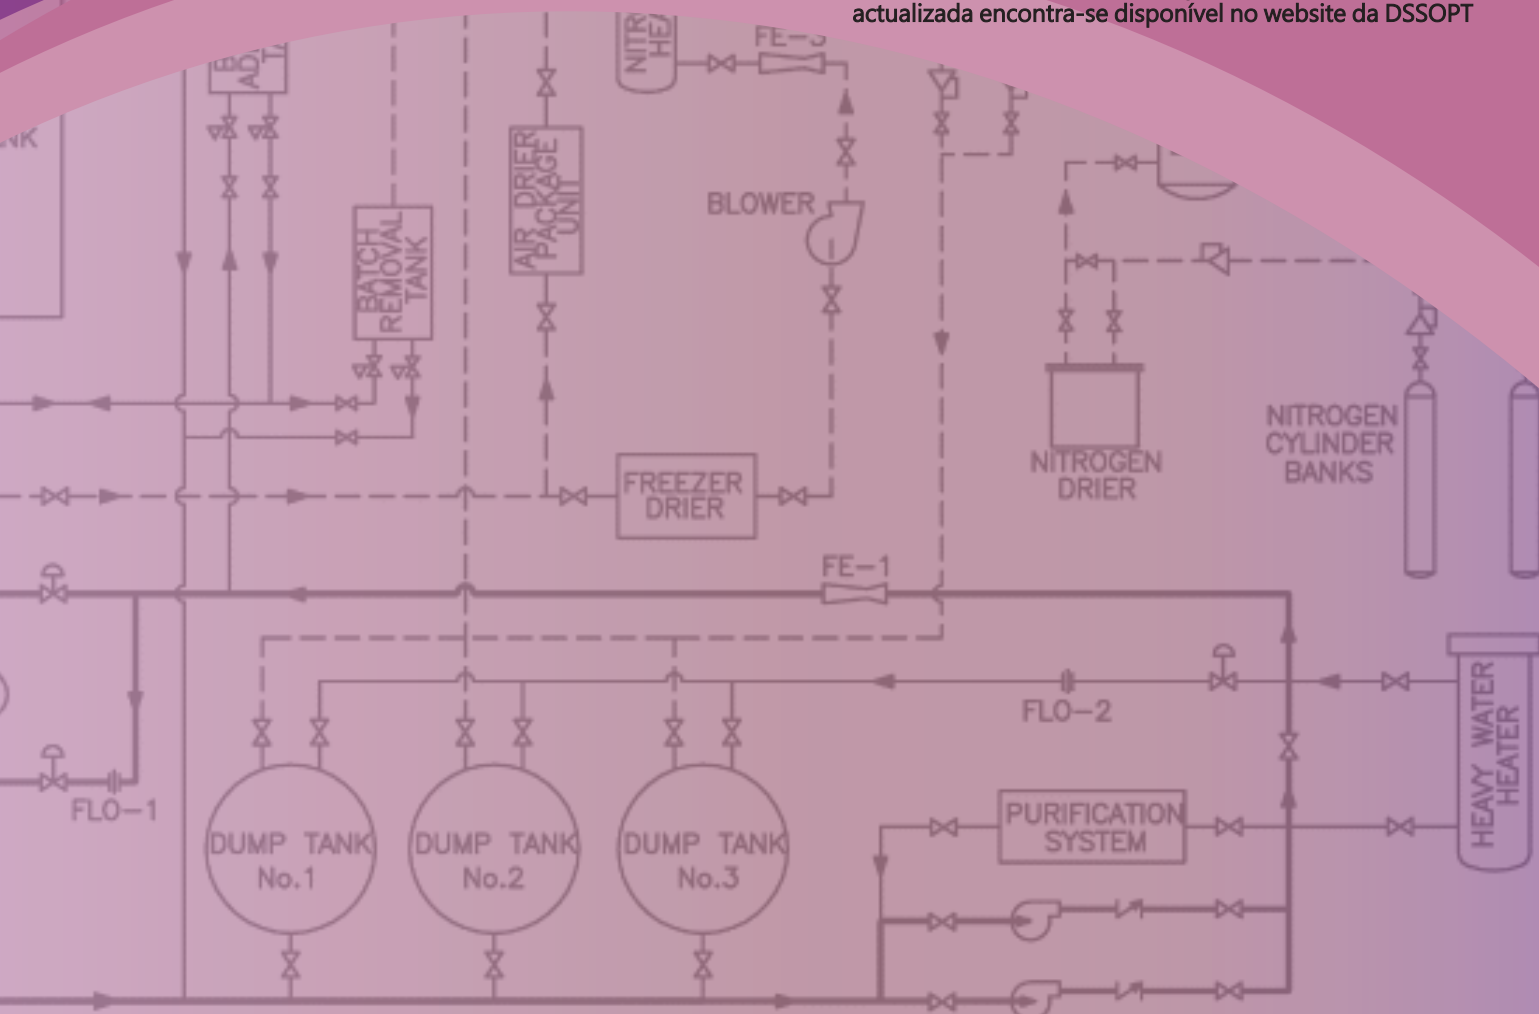 actualizada encontra-se disponível no website da DSSOPT
BLOWER
AIR DRIER
PACKAGE
UNIT
BATCH
REMOVAL
TANK
NITROGEN
CYLINDER
BANKS
NITROGEN
DRIER
FREEZER
DRIER
FE-1
FLO-2
HEAVY WATER
HEATER
FLO-1
PURIFICATION
SYSTEM
DUMP TANK
No.1
DUMP TANK
No.2
DUMP TANK
No.3